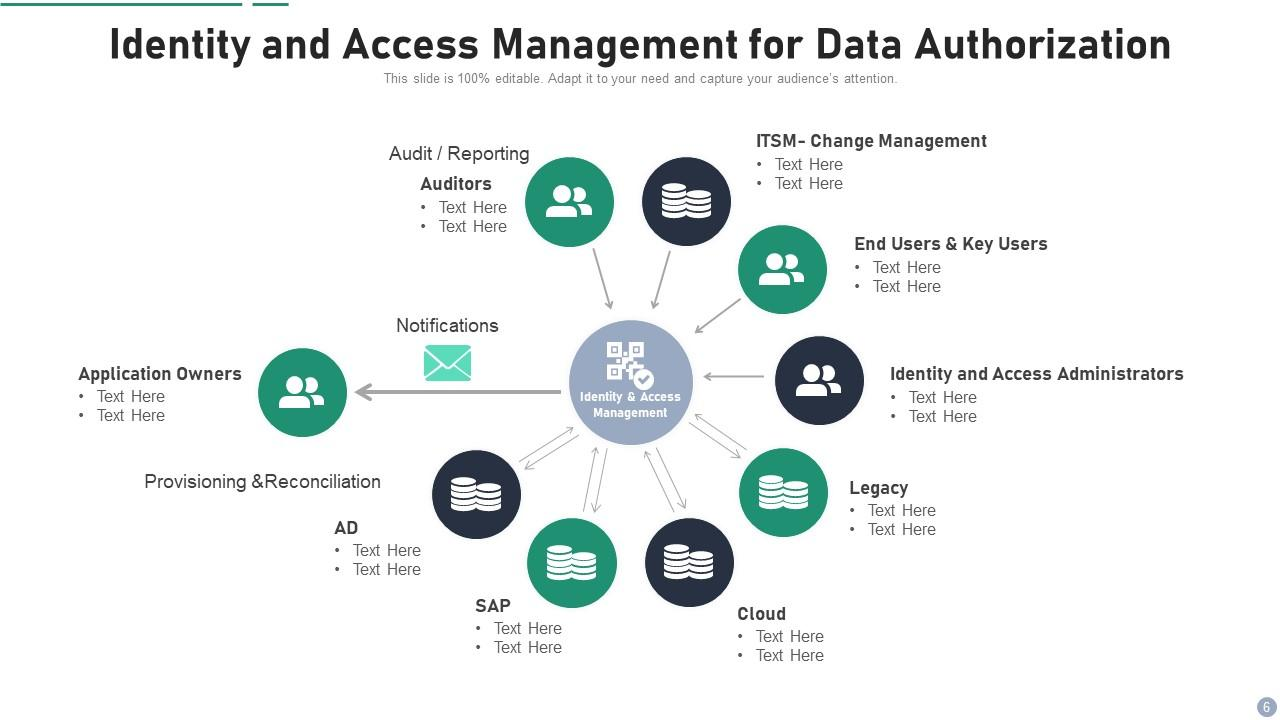 Identity and Access Management for Data Authorization
This slide is 100% editable. Adapt it to your need and capture your audience's attention.
Audit / Reporting
Auditors
• Text Here
• Text Here
ITSM- Change Management
• Text Here
• Text Here
End Users & Key Users
• Text Here
• Text Here
Notifications
Application Owners
• Text Here
• Text Here
Identity & Access
Management
Identity and Access Administrators
• Text Here
• Text Here
Provisioning &Reconciliation
AD
• Text Here
• Text Here
Legacy
• Text Here
• Text Here
SAP
• Text Here
• Text Here
Cloud
• Text Here
• Text Here
6